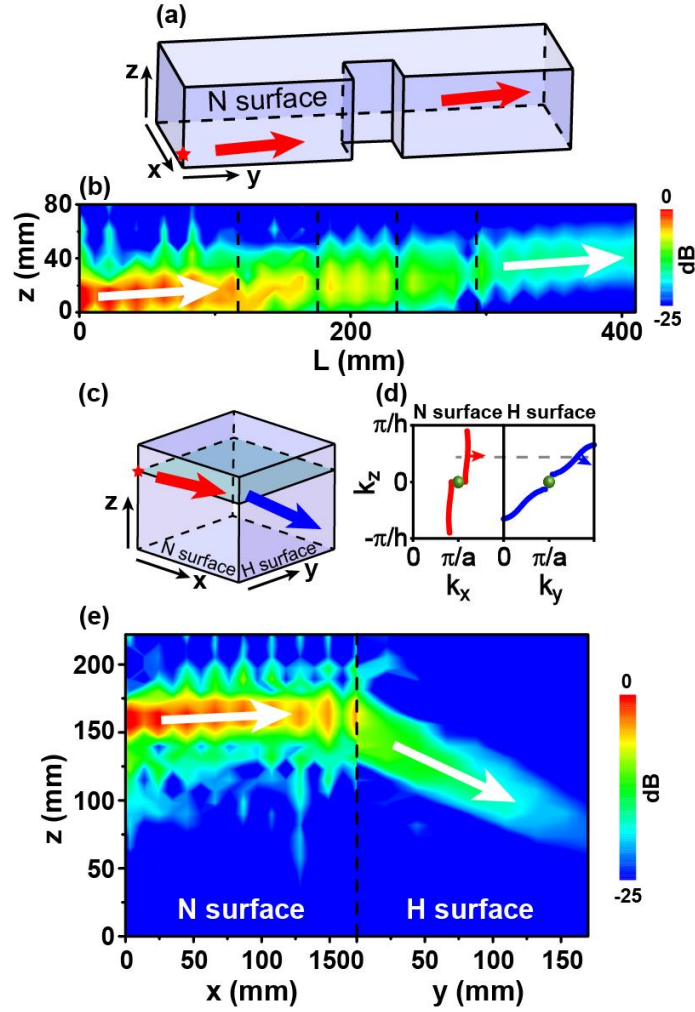 (a)
z
N surface
x
y
(b)
80
40
0
z (mm)
0
200
400
L (mm)
0
dB
-25
(c)
z
N surface
H surface
x
y
(d)
N surface H surface
π/h
0
-π/h
k_z
0 π/a 0 π/a
k_x k_y
(e)
200
150
100
50
0
z (mm)
N surface
H surface
0 50 100 150 0 50 100 150
x (mm) y (mm)
0
dB
-25